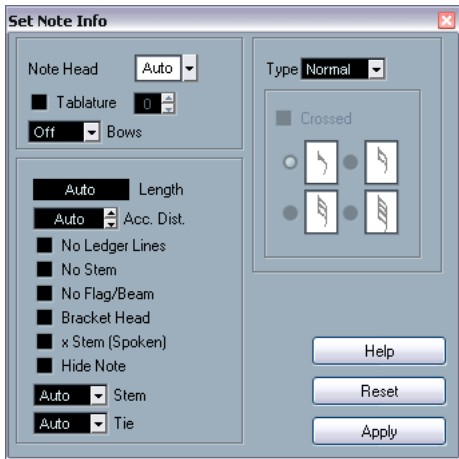 Set Note Info
Note Head Auto
Tablature 0
Off Bows
Auto Length
Auto Acc. Dist.
No Ledger Lines
No Stem
No Flag/Beam
Bracket Head
x Stem (Spoken)
Hide Note
Auto Stem
Auto Tie
Type Normal
Crossed
Help
Reset
Apply